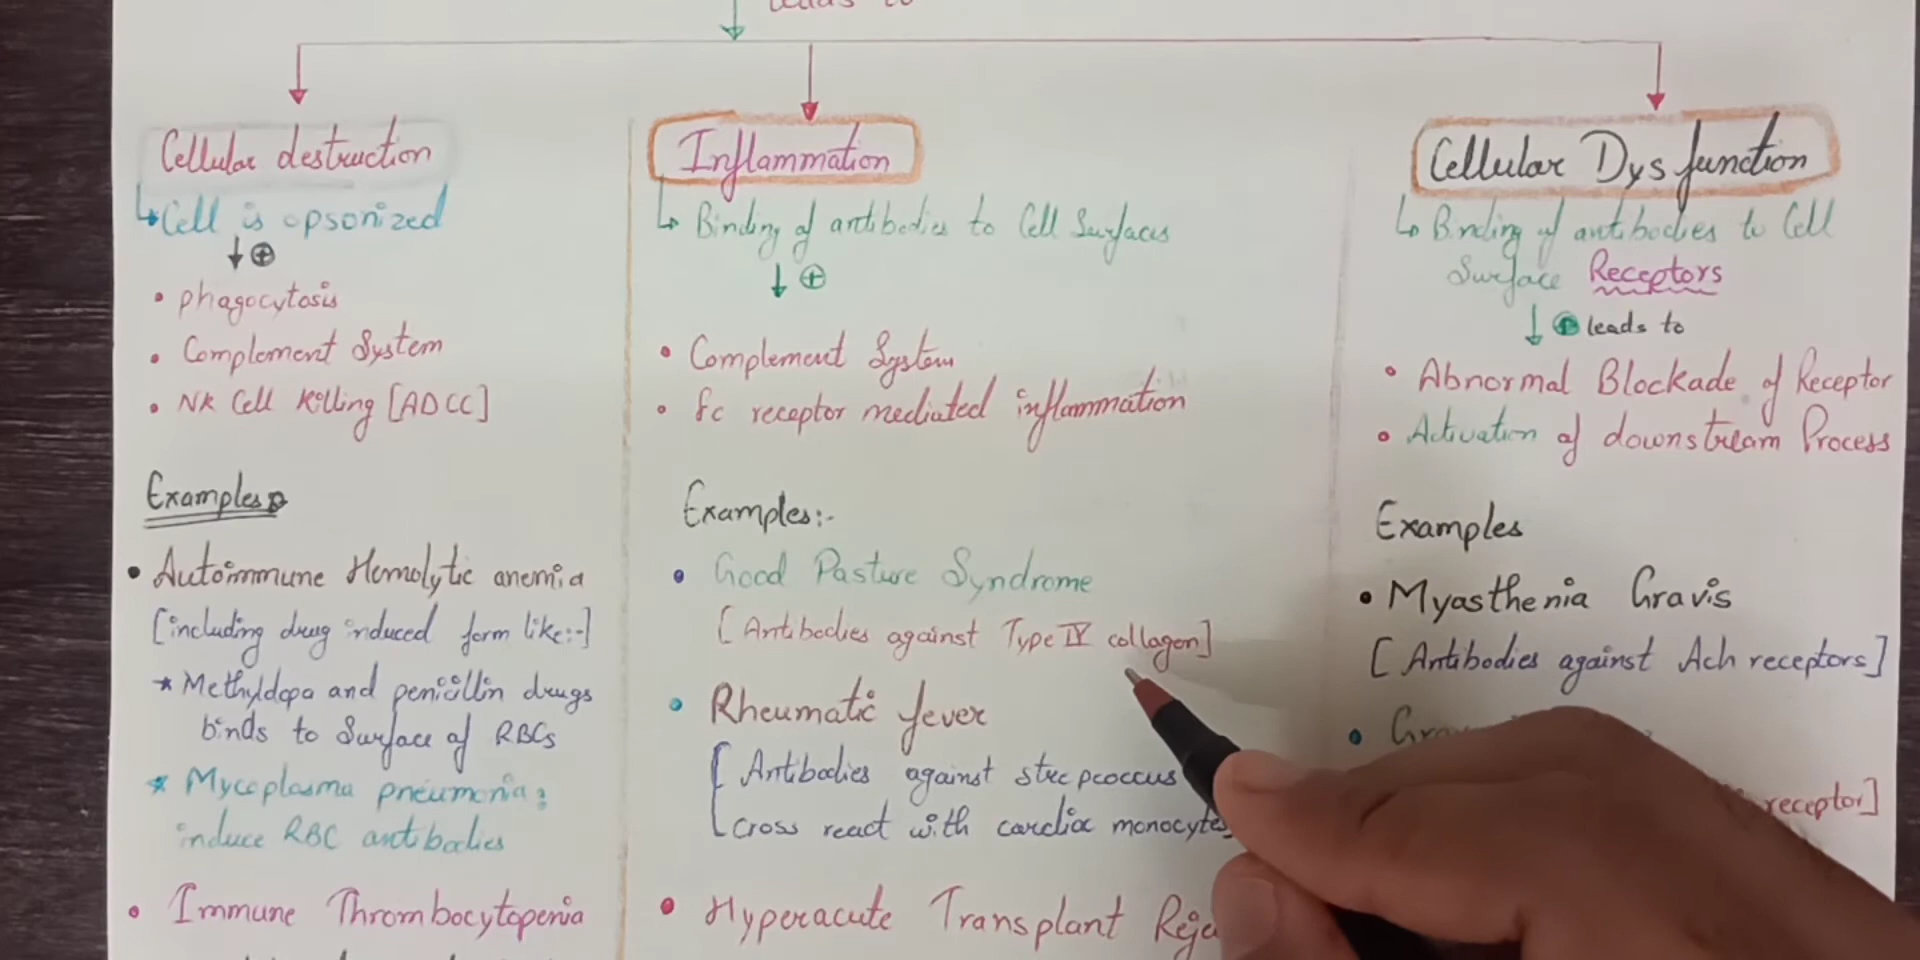 leads to
Cellular destruction
↳ Cell is opsonized
↓ ⊕
• phagocytosis
• Complement System
• NK Cell Killing [ADCC]
Examples
• Autoimmune Hemolytic anemia
[including drug induced form like:-]
* Methyldopa and penicillin drugs
binds to Surface of RBCs
* Mycoplasma pneumonia:
induce RBC antibodies
• Immune Thrombocytopenia
Inflammation
↳ Binding of antibodies to Cell Surfaces
↓ ⊕
• Complement System
• Fc receptor mediated inflammation
Examples:-
• Good Pasture Syndrome
[Antibodies against Type IV collagen]
• Rheumatic fever
[Antibodies against strepcoccus
cross react with cardiac monocytes
• Hyperacute Transplant
Cellular Dysfunction
↳ Binding of antibodies to Cell
Surface Receptors
↓ leads to
• Abnormal Blockade of Receptor
• Activation of downstream Process
Examples
• Myasthenia Gravis
[Antibodies against Ach receptors]
receptor]